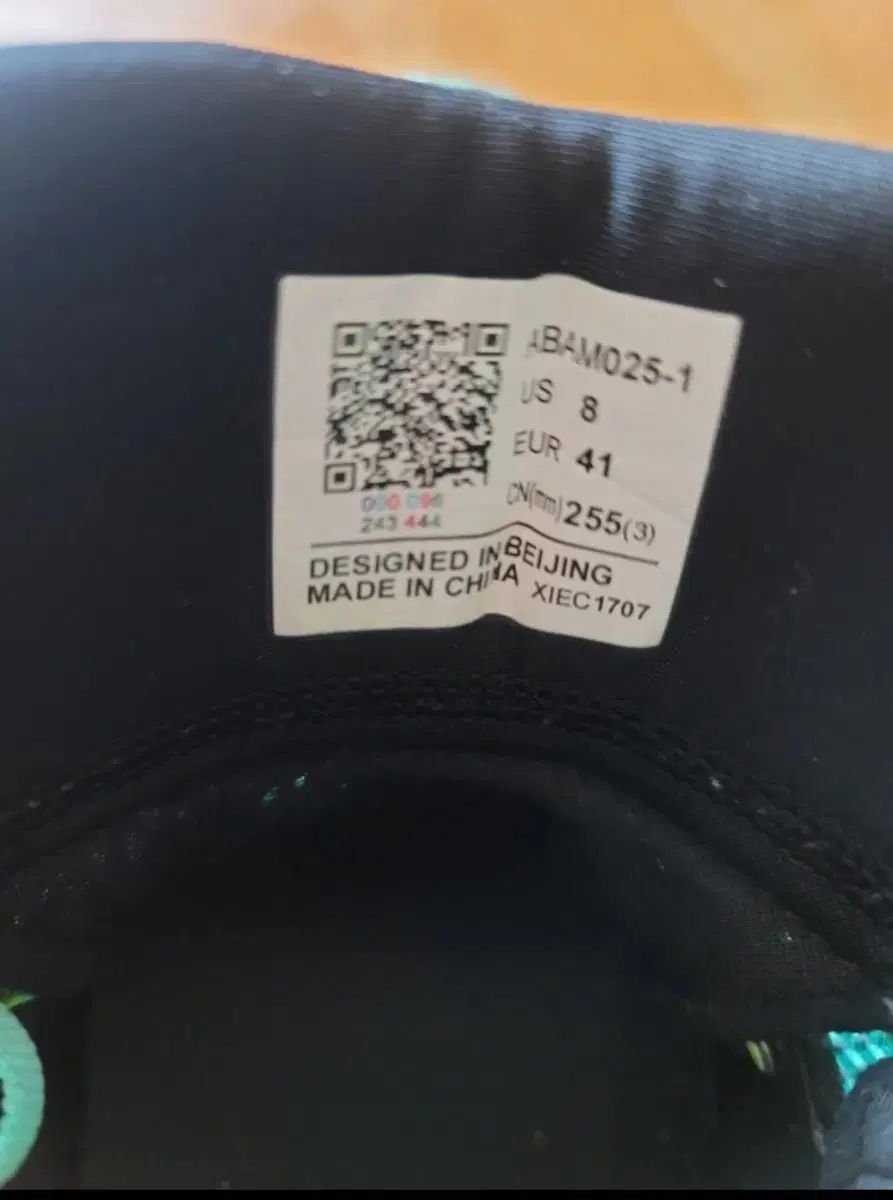 ABAM025-1
US 8
EUR 41
CN(mm)255(3)
243 444
DESIGNED IN BEIJING
MADE IN CHINA XIEC1707